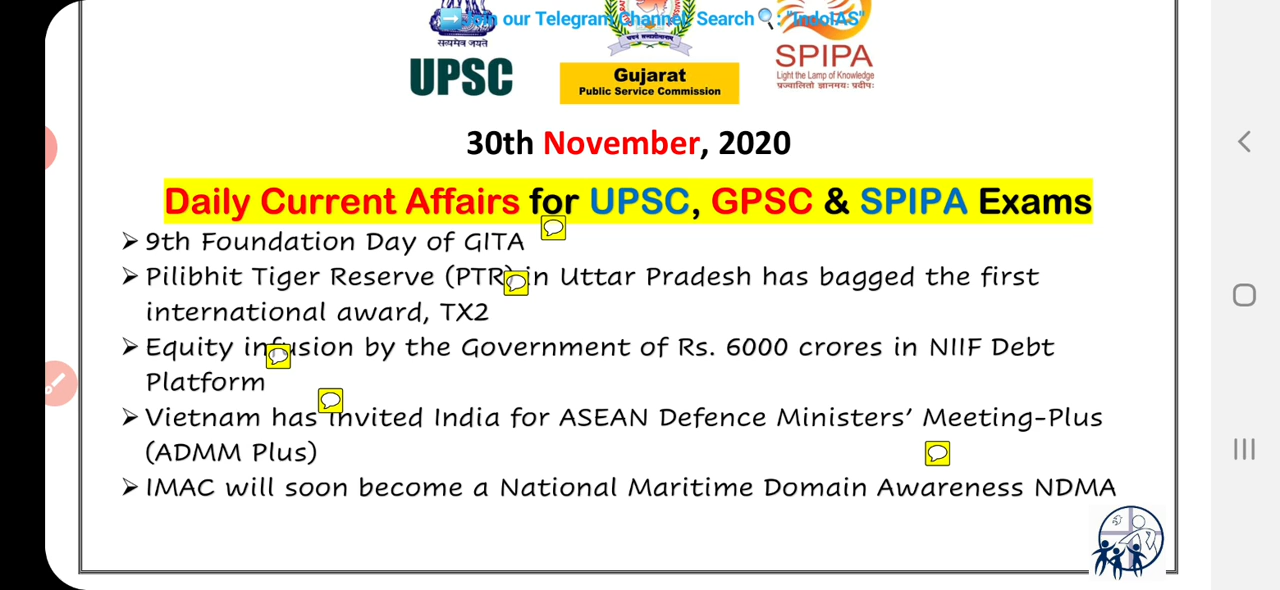 ➡Join our Telegram Channel, Search🔍: "IndoIAS"
सत्यमेव जयते
UPSC
Gujarat
Public Service Commission
SPIPA
Light the Lamp of Knowledge
प्रज्वालितो ज्ञानमयः प्रदीपः
30th November, 2020
Daily Current Affairs for UPSC, GPSC & SPIPA Exams
➢ 9th Foundation Day of GITA
➢ Pilibhit Tiger Reserve (PTR) in Uttar Pradesh has bagged the first
international award, TX2
➢ Equity infusion by the Government of Rs. 6000 crores in NIIF Debt
Platform
➢ Vietnam has invited India for ASEAN Defence Ministers' Meeting-Plus
(ADMM Plus)
➢ IMAC will soon become a National Maritime Domain Awareness NDMA